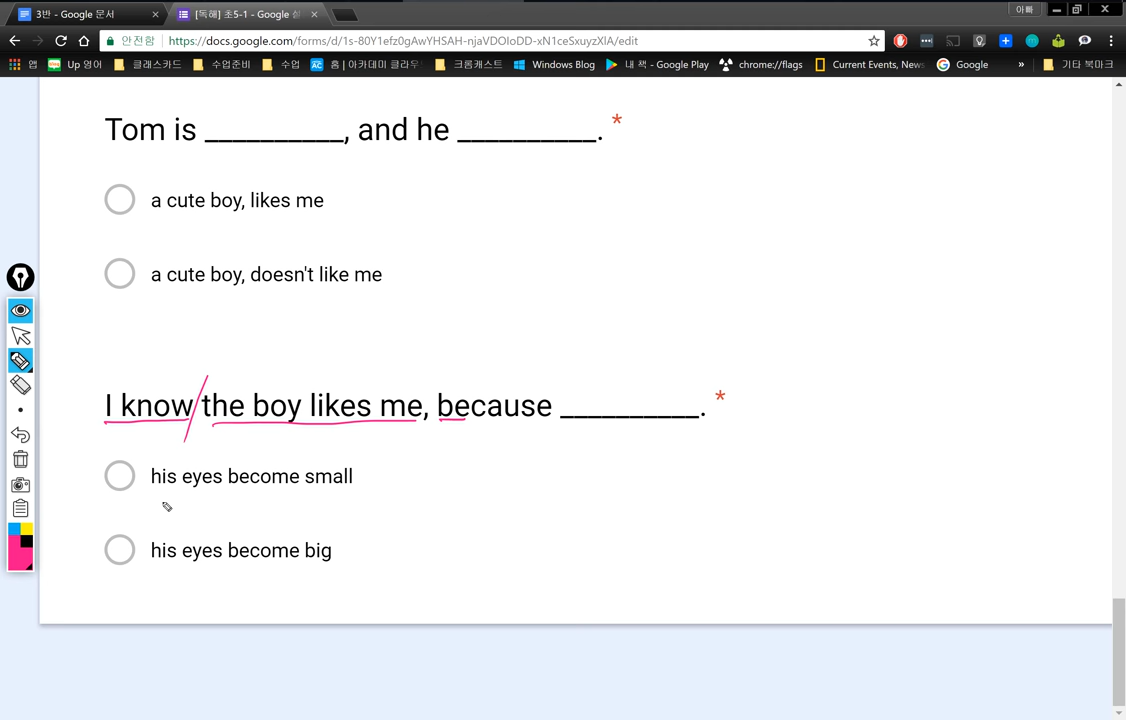 3반 - Google 문서
[독해] 초5-1 - Google 설
아빠
안전함
https://docs.google.com/forms/d/1s-80Y1efz0gAwYHSAH-njaVDOIoDD-xN1ceSxuyzXlA/edit
앱
Up 영어
클래스카드
수업준비
수업
홈 | 아카데미 클라우
크롬캐스트
Windows Blog
내 책 - Google Play
chrome://flags
Current Events, News
Google
»
기타 북마크
Tom is __________, and he __________. *
a cute boy, likes me
a cute boy, doesn't like me
I know/the boy likes me, because __________. *
his eyes become small
his eyes become big